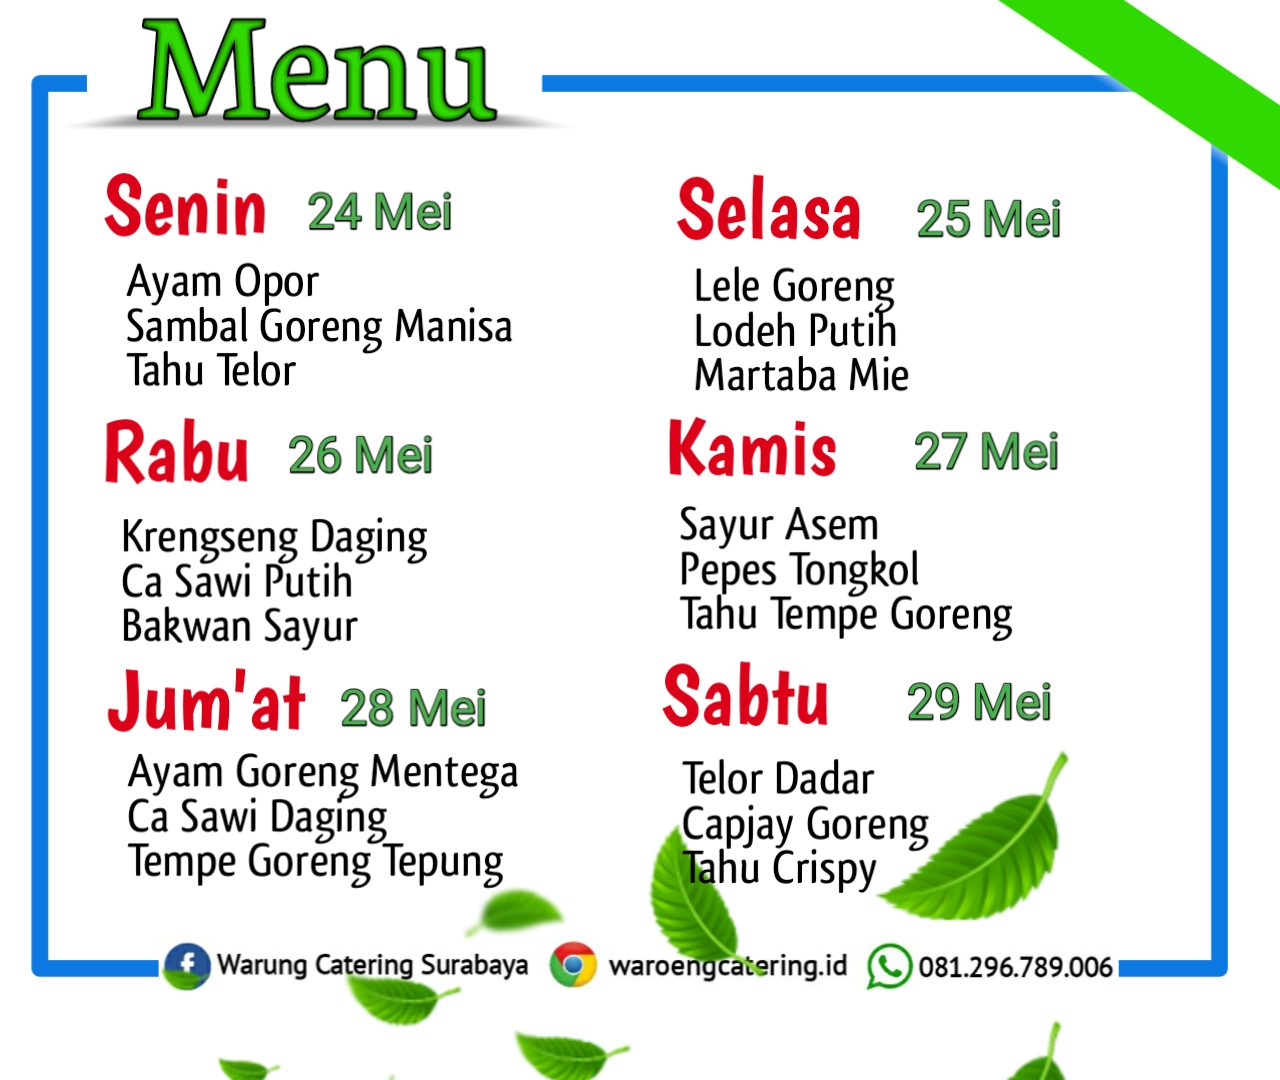 Menu
Senin 24 Mei
Ayam Opor
Sambal Goreng Manisa
Tahu Telor
Selasa 25 Mei
Lele Goreng
Lodeh Putih
Martaba Mie
Rabu 26 Mei
Krengseng Daging
Ca Sawi Putih
Bakwan Sayur
Kamis 27 Mei
Sayur Asem
Pepes Tongkol
Tahu Tempe Goreng
Jum'at 28 Mei
Ayam Goreng Mentega
Ca Sawi Daging
Tempe Goreng Tepung
Sabtu 29 Mei
Telor Dadar
Capjay Goreng
Tahu Crispy
Warung Catering Surabaya waroengcatering.id 081.296.789.006